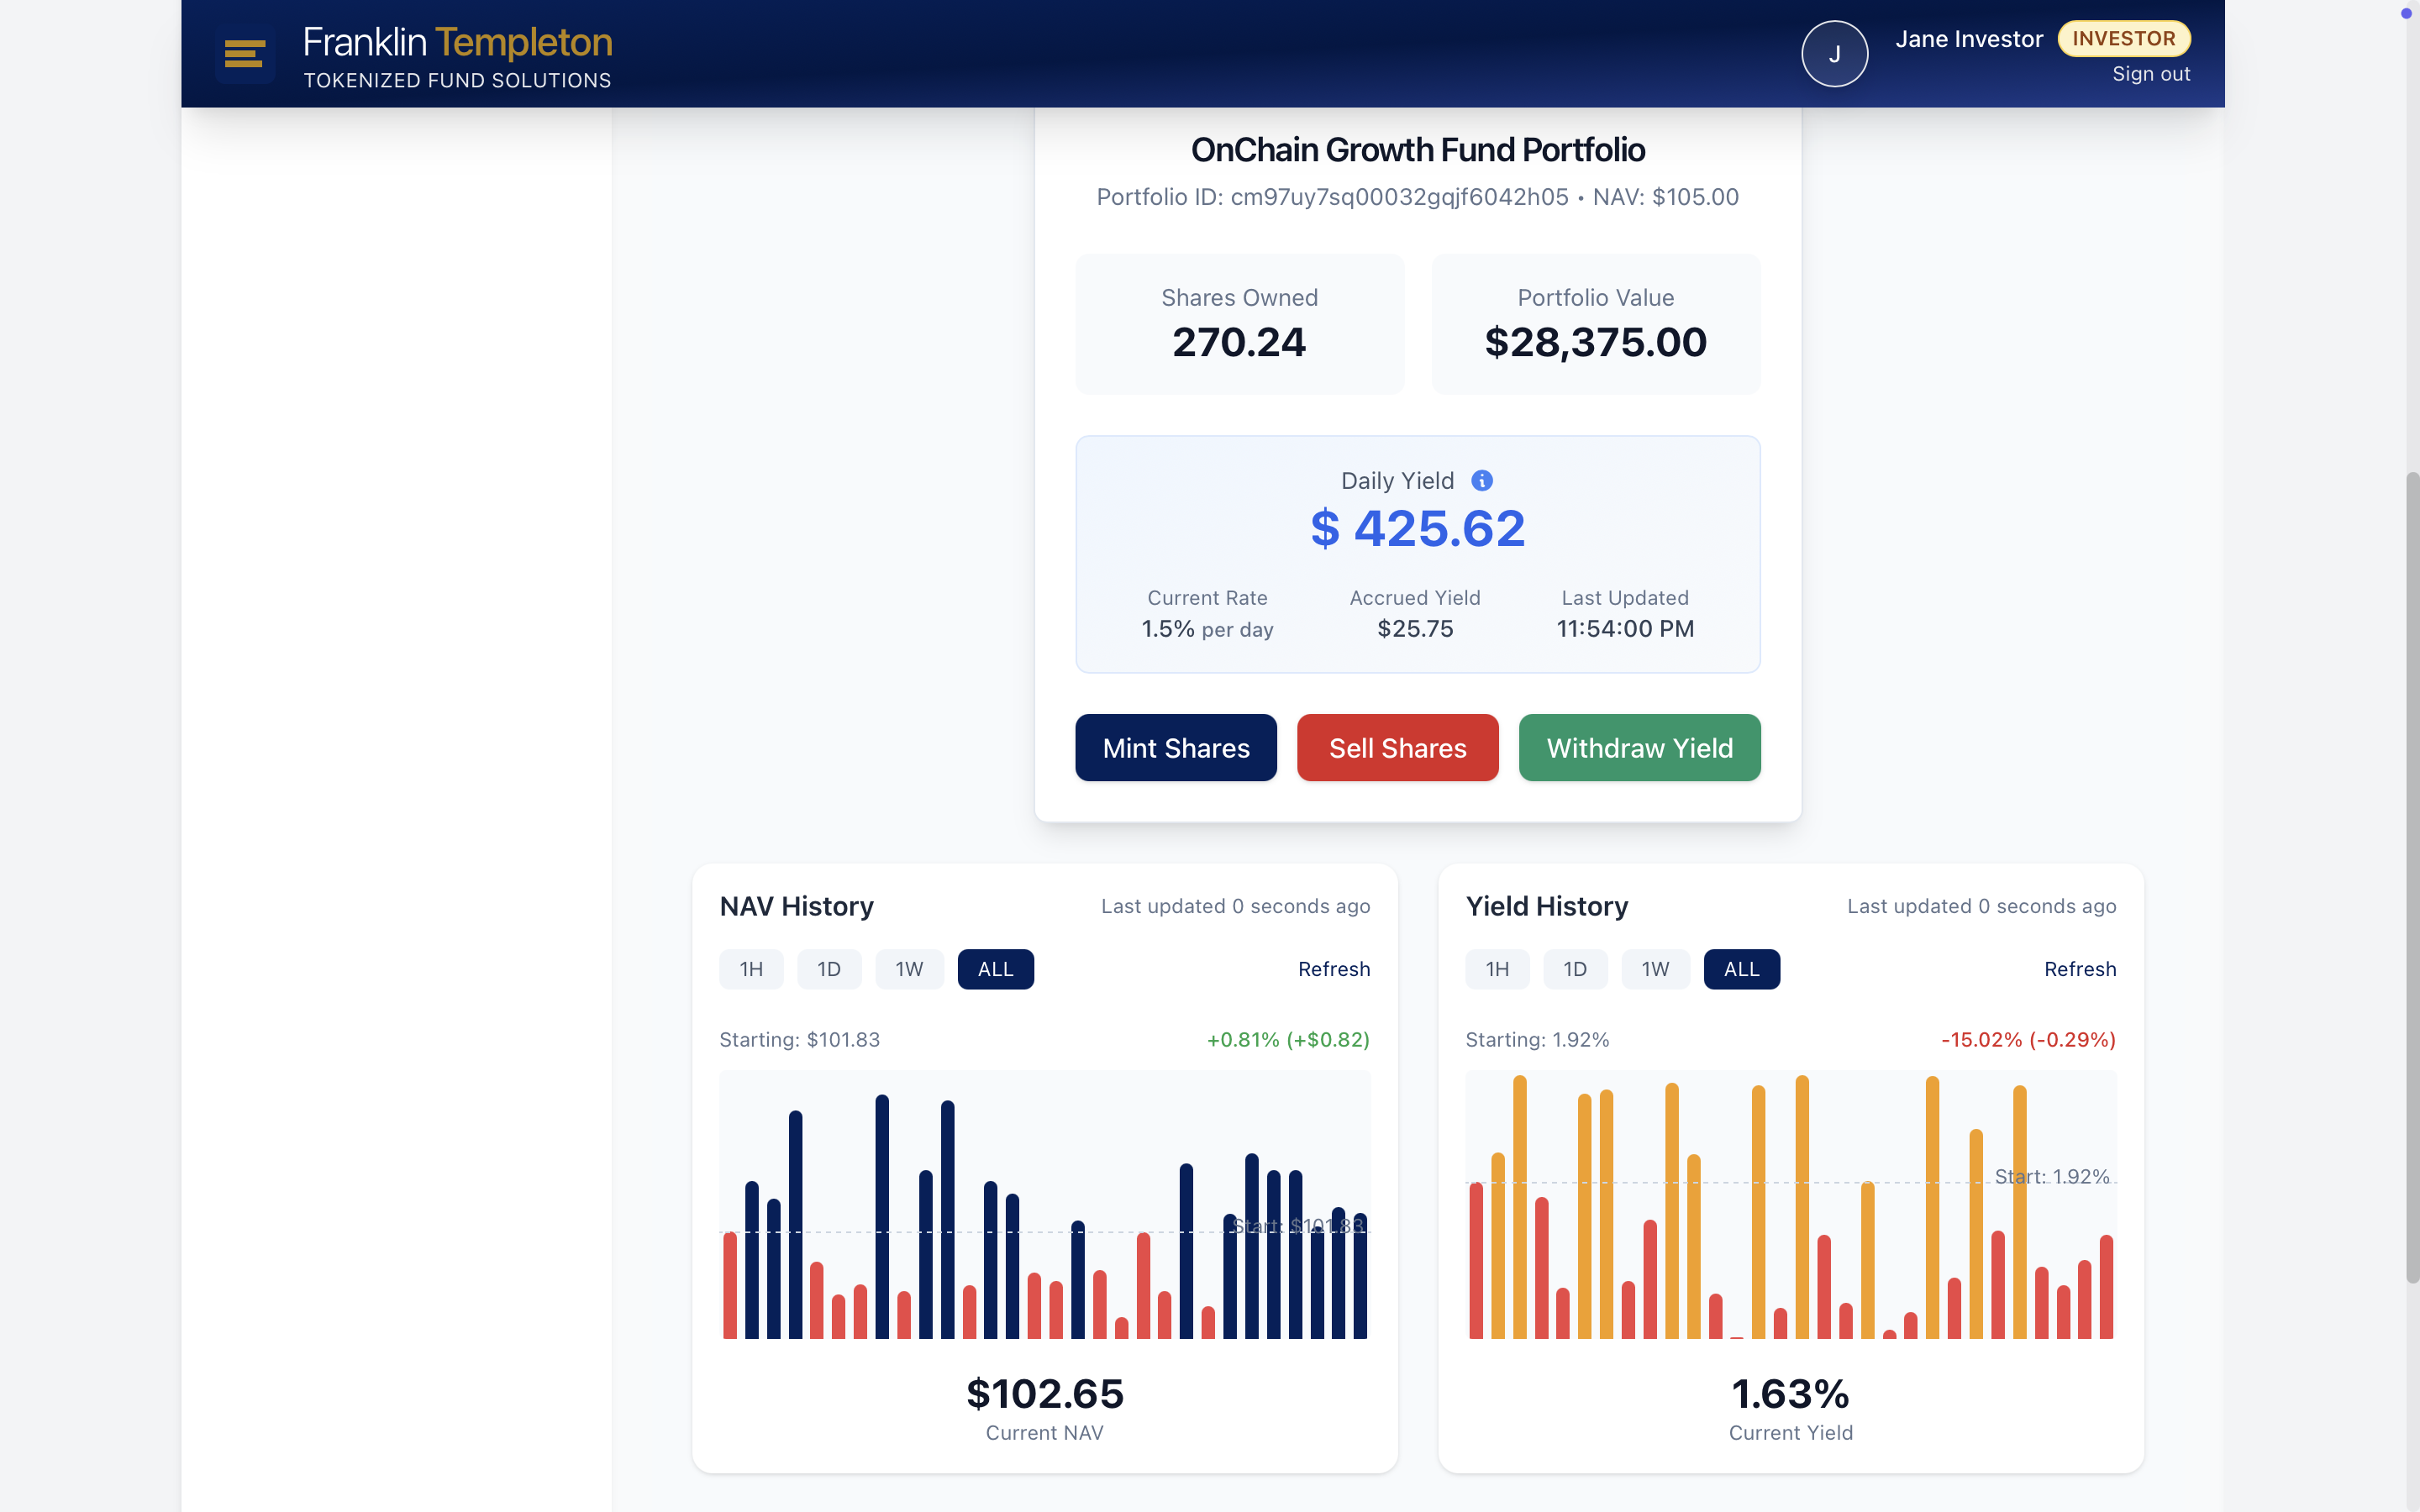 Franklin Templeton
TOKENIZED FUND SOLUTIONS
J
Jane Investor
INVESTOR
Sign out
OnChain Growth Fund Portfolio
Portfolio ID: cm97uy7sq00032gqjf6042h05 • NAV: $105.00
Shares Owned
270.24
Portfolio Value
$28,375.00
Daily Yield
$ 425.62
Current Rate
1.5% per day
Accrued Yield
$25.75
Last Updated
11:54:00 PM
Mint Shares
Sell Shares
Withdraw Yield
NAV History
Last updated 0 seconds ago
1H
1D
1W
ALL
Refresh
Starting: $101.83
+0.81% (+$0.82)
Start: $101.83
$102.65
Current NAV
Yield History
Last updated 0 seconds ago
1H
1D
1W
ALL
Refresh
Starting: 1.92%
-15.02% (-0.29%)
Start: 1.92%
1.63%
Current Yield